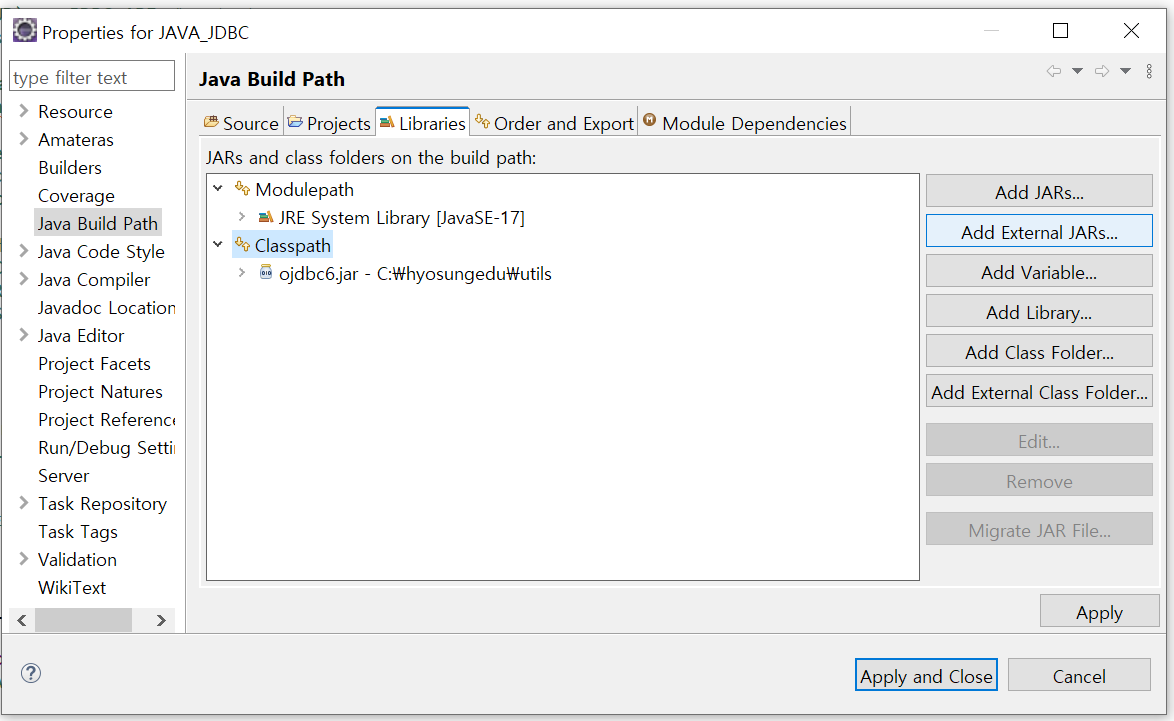 Properties for JAVA_JDBC
type filter text
Resource
Amateras
Builders
Coverage
Java Build Path
Java Code Style
Java Compiler
Javadoc Location
Java Editor
Project Facets
Project Natures
Project Reference
Run/Debug Setti
Server
Task Repository
Task Tags
Validation
WikiText
Java Build Path
Source Projects Libraries Order and Export Module Dependencies
JARs and class folders on the build path:
Modulepath
JRE System Library [JavaSE-17]
Classpath
ojdbc6.jar - C:₩hyosungedu₩utils
Add JARs...
Add External JARs...
Add Variable...
Add Library...
Add Class Folder...
Add External Class Folder...
Edit...
Remove
Migrate JAR File...
Apply
Apply and Close Cancel